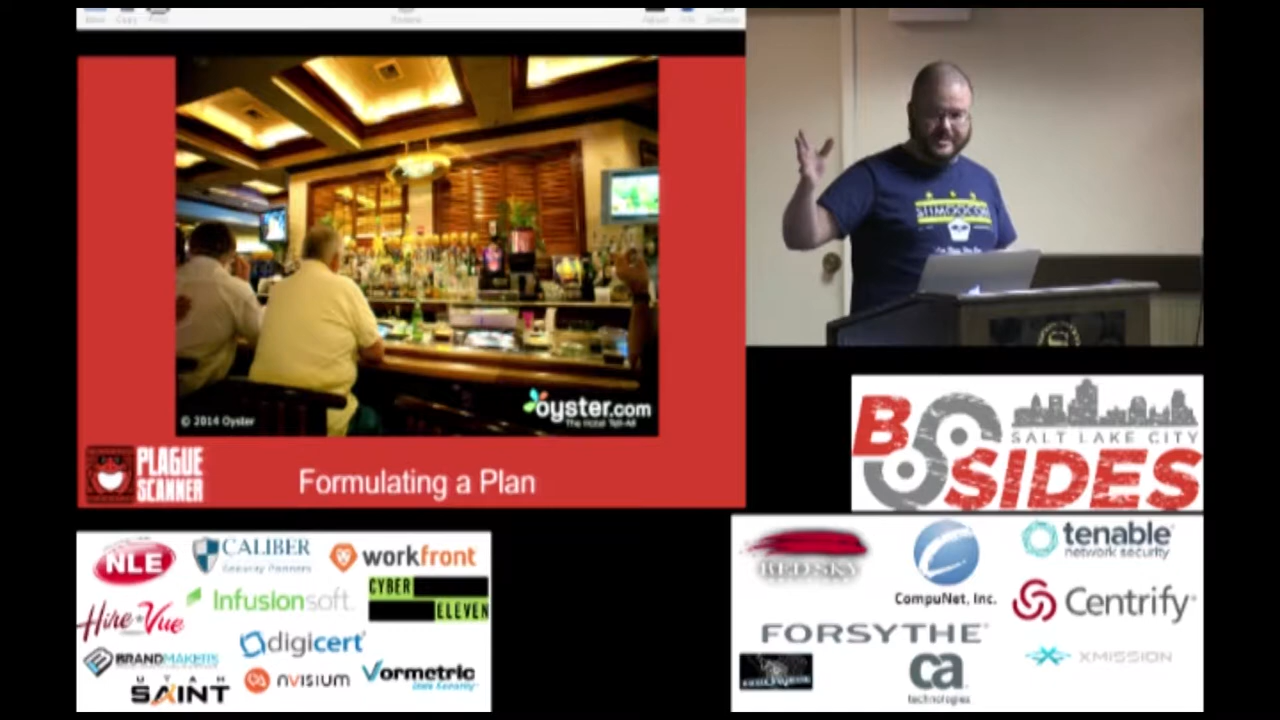 © 2014 Oyster
oyster.com
The Hotel Tell-All
PLAGUE
SCANNER
Formulating a Plan
B
SALT LAKE CITY
SIDES
NLE
CALIBER
Security Partners
workfront
Hire Vue
Infusionsoft.
CYBER
ELEVEN
digicert
BRANDMAKERS
UTAH
SAINT
nVISIUM
Vormetric
Data Security
REDSKY
CompuNet, Inc.
tenable
network security
Centrify
FORSYTHE
ca
technologies
XMISSION